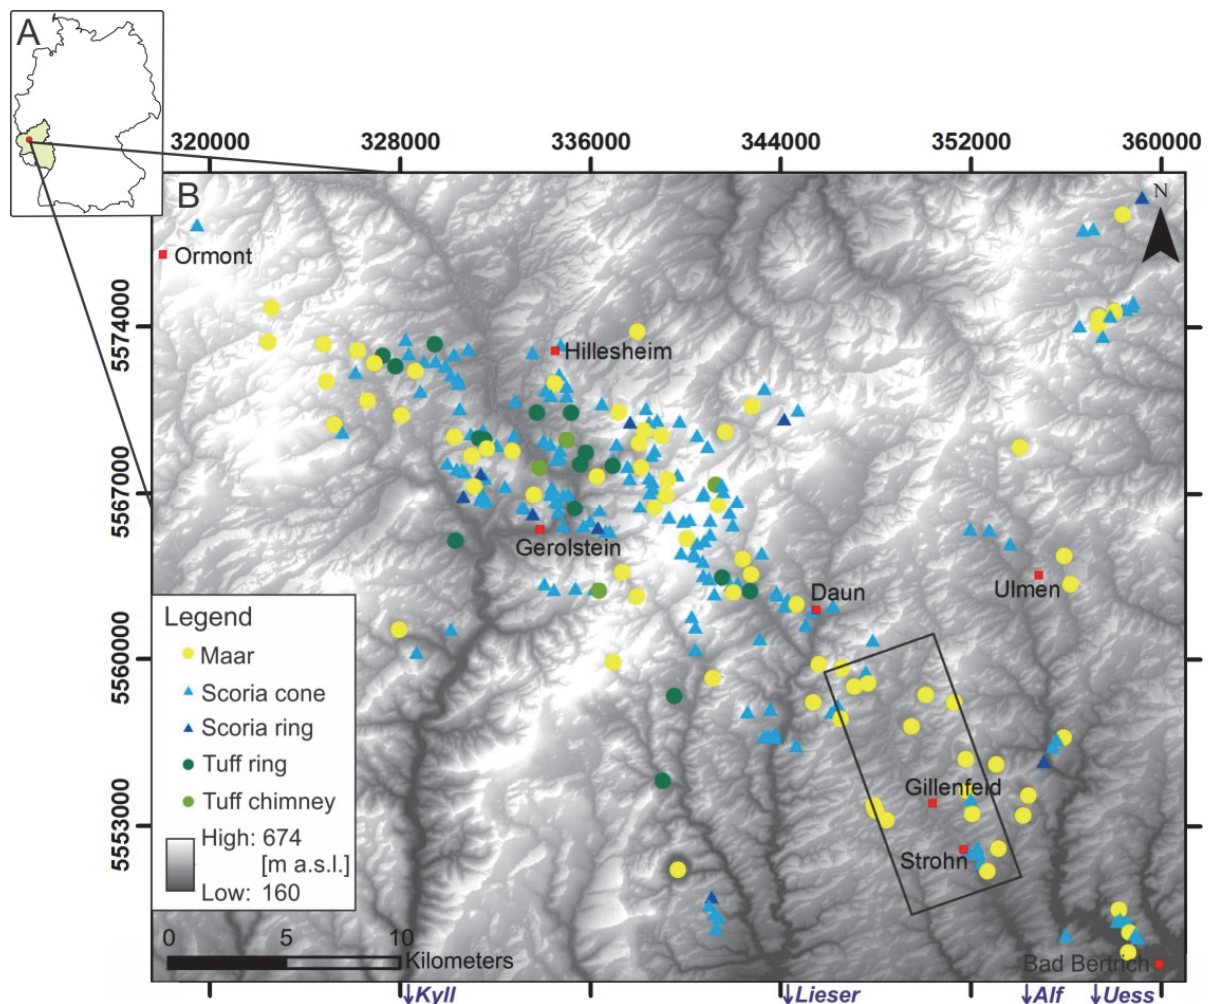 A
320000 328000 336000 344000 352000 360000
B
N
Ormont
5574000
Hillesheim
5567000
Gerolstein
Ulmen
Daun
Legend
5560000
Maar
Scoria cone
Scoria ring
Tuff ring
Tuff chimney
Gillenfeld
5553000
High: 674
[m a.s.l.]
Low: 160
Strohn
0 5 10
Kilometers
Bad Bertrich
↓Kyll ↓Lieser ↓Alf ↓Uess